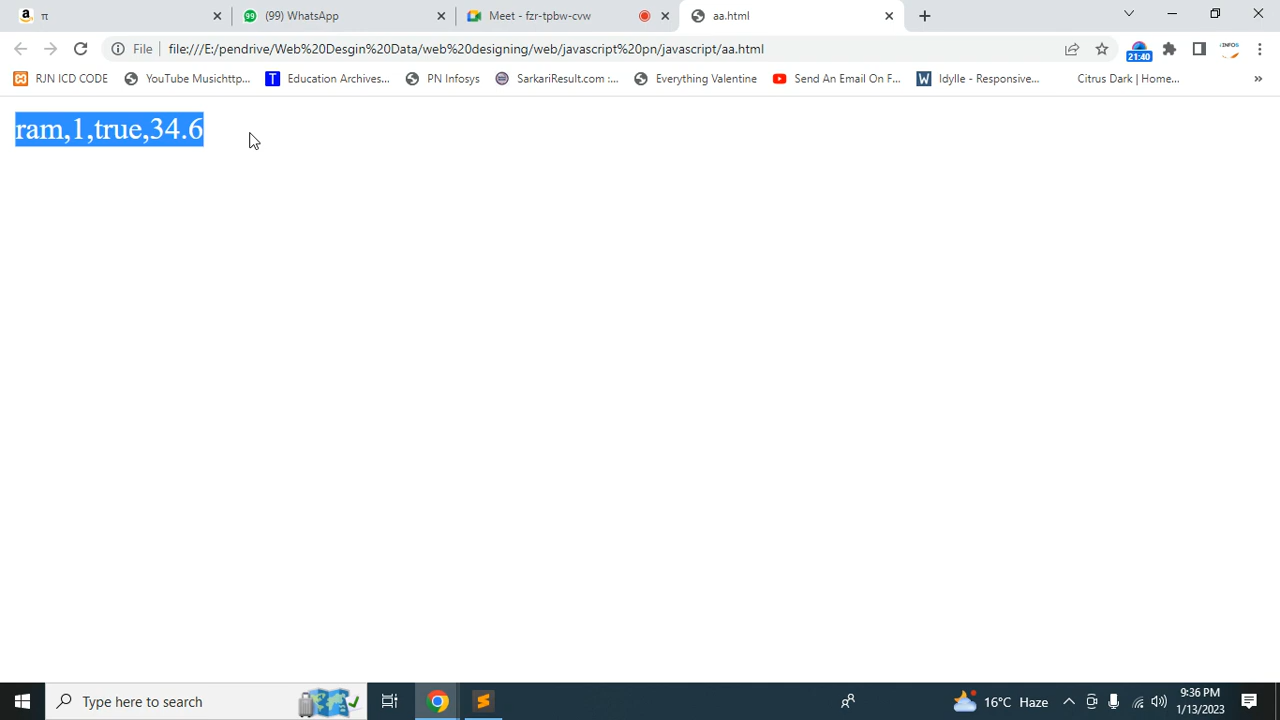 π
(99) WhatsApp
Meet - fzr-tpbw-cvw
aa.html
File
file:///E:/pendrive/Web%20Desgin%20Data/web%20designing/web/javascript%20pn/javascript/aa.html
21:40
INFOS
RJN ICD CODE
YouTube Musichttp...
Education Archives...
PN Infosys
SarkariResult.com :...
Everything Valentine
Send An Email On F...
Idylle - Responsive...
Citrus Dark | Home...
ram,1,true,34.6
Type here to search
16°C Haze
9:36 PM
1/13/2023